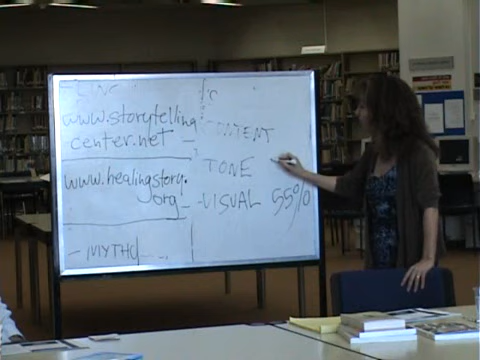 www.storytelling
center.net -
www.healingstory.
org -
- MYTHO
CONTENT
TONE
- VISUAL 55%